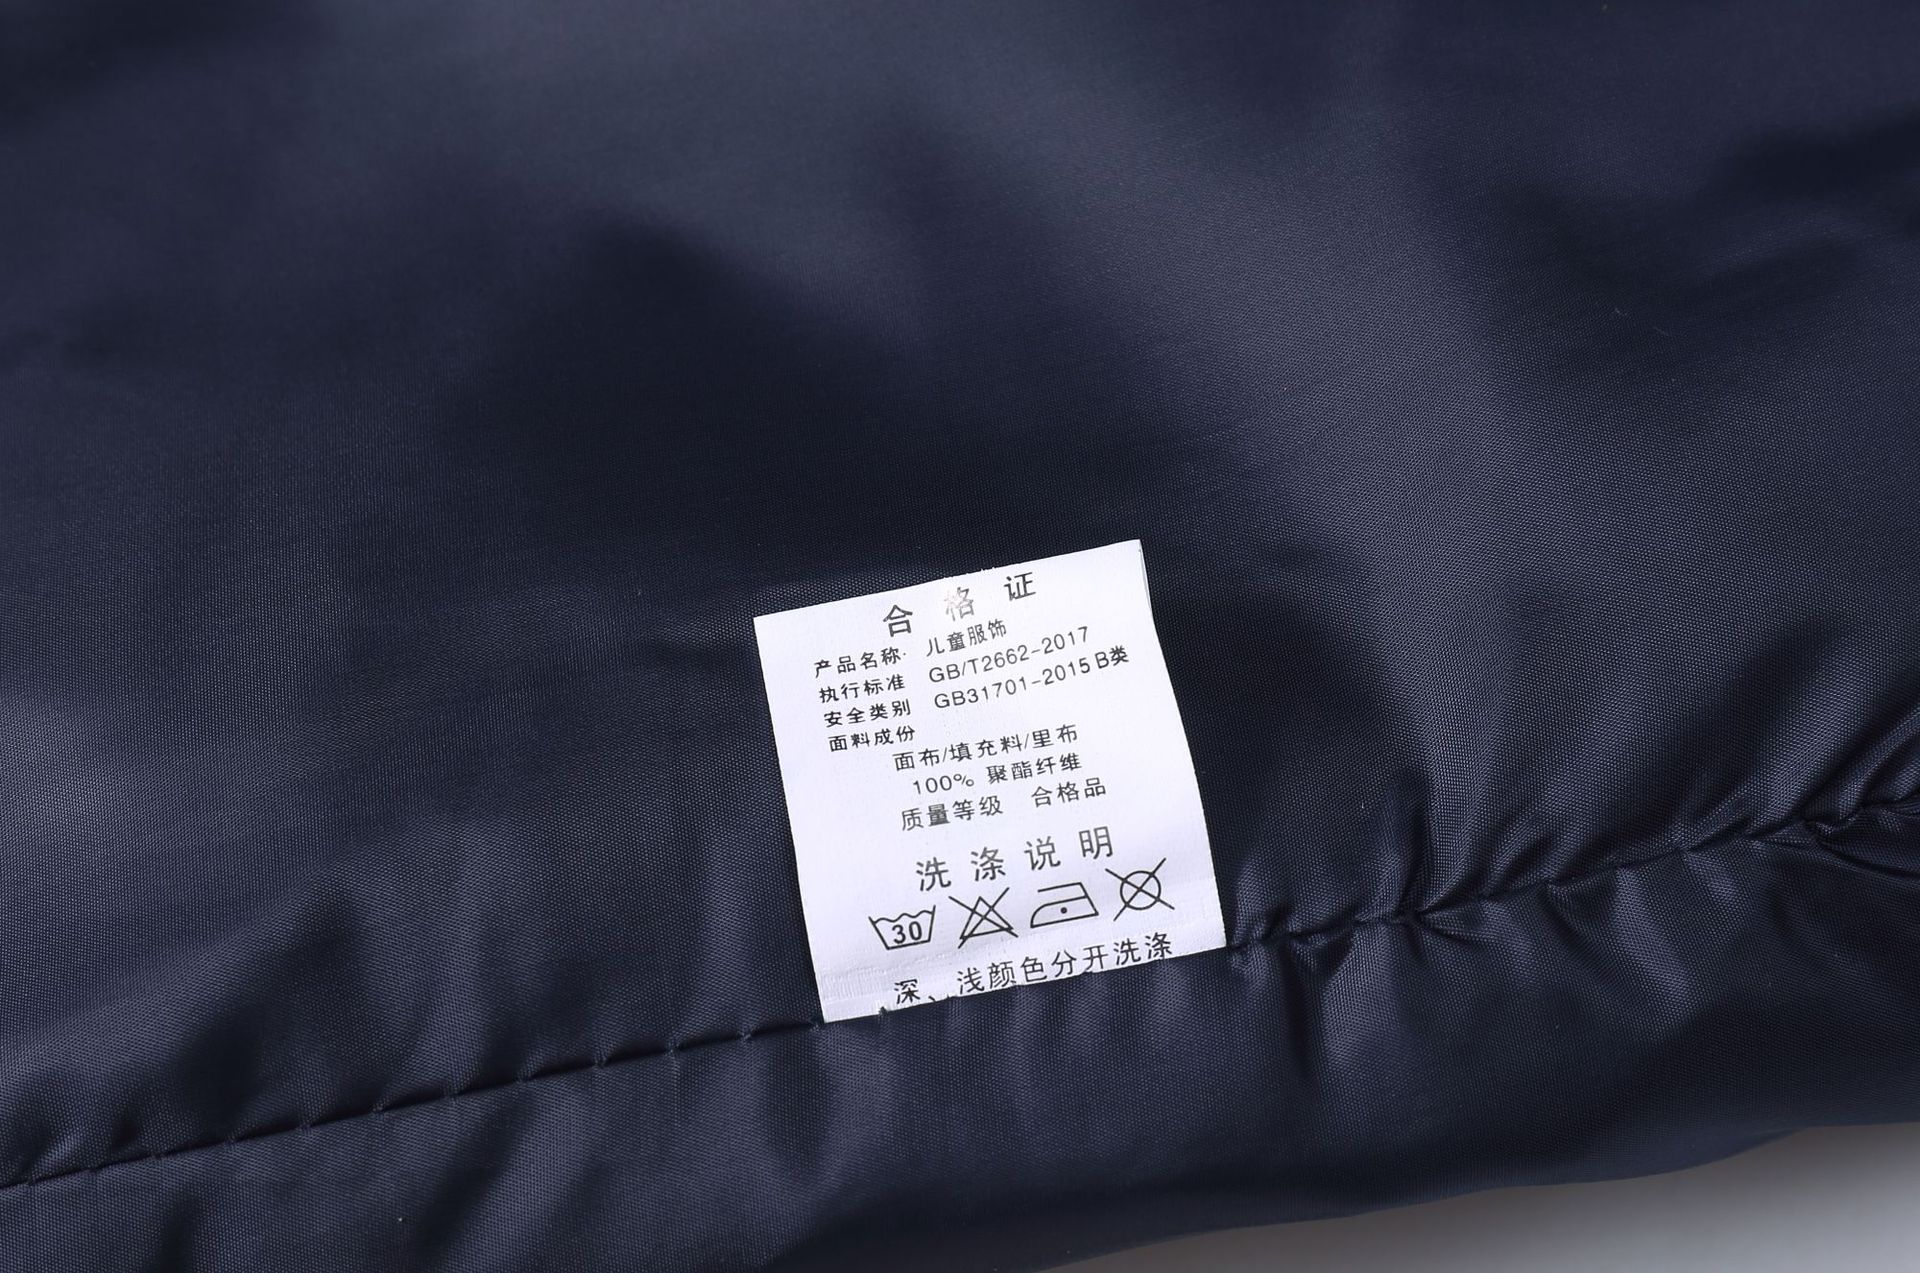 合格证
产品名称 儿童服饰
执行标准 GB/T2662-2017
安全类别 GB31701-2015 B类
面料成份
面布/填充料/里布
100% 聚酯纤维
质量等级 合格品
洗涤说明
30
深、浅颜色分开洗涤